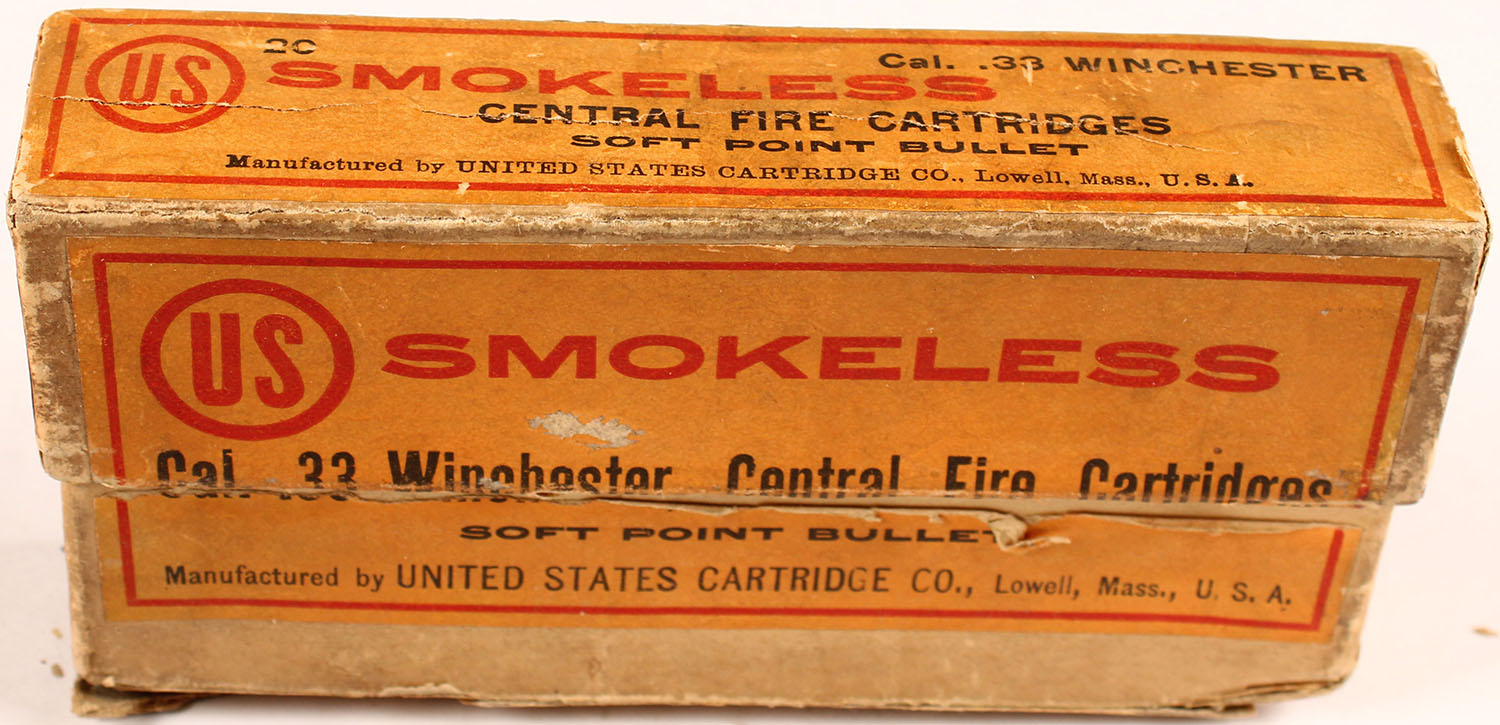 US
20
Cal. .33 WINCHESTER
SMOKELESS
CENTRAL FIRE CARTRIDGES
SOFT POINT BULLET
Manufactured by UNITED STATES CARTRIDGE CO., Lowell, Mass., U.S.A.
US
SMOKELESS
Cal. .33 Winchester Central Fire Cartridges
SOFT POINT BULLET
Manufactured by UNITED STATES CARTRIDGE CO., Lowell, Mass., U. S. A.